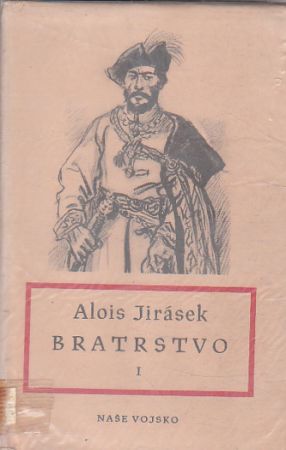 Alois Jirásek
BRATRSTVO
I
NAŠE VOJSKO